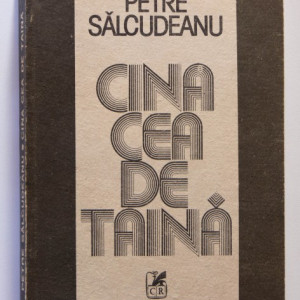 PETRE
SĂLCUDEANU
CINA
CEA
DE
TAINĂ
CR
PETRE SĂLCUDEANU • CINA CEA DE TAINĂ